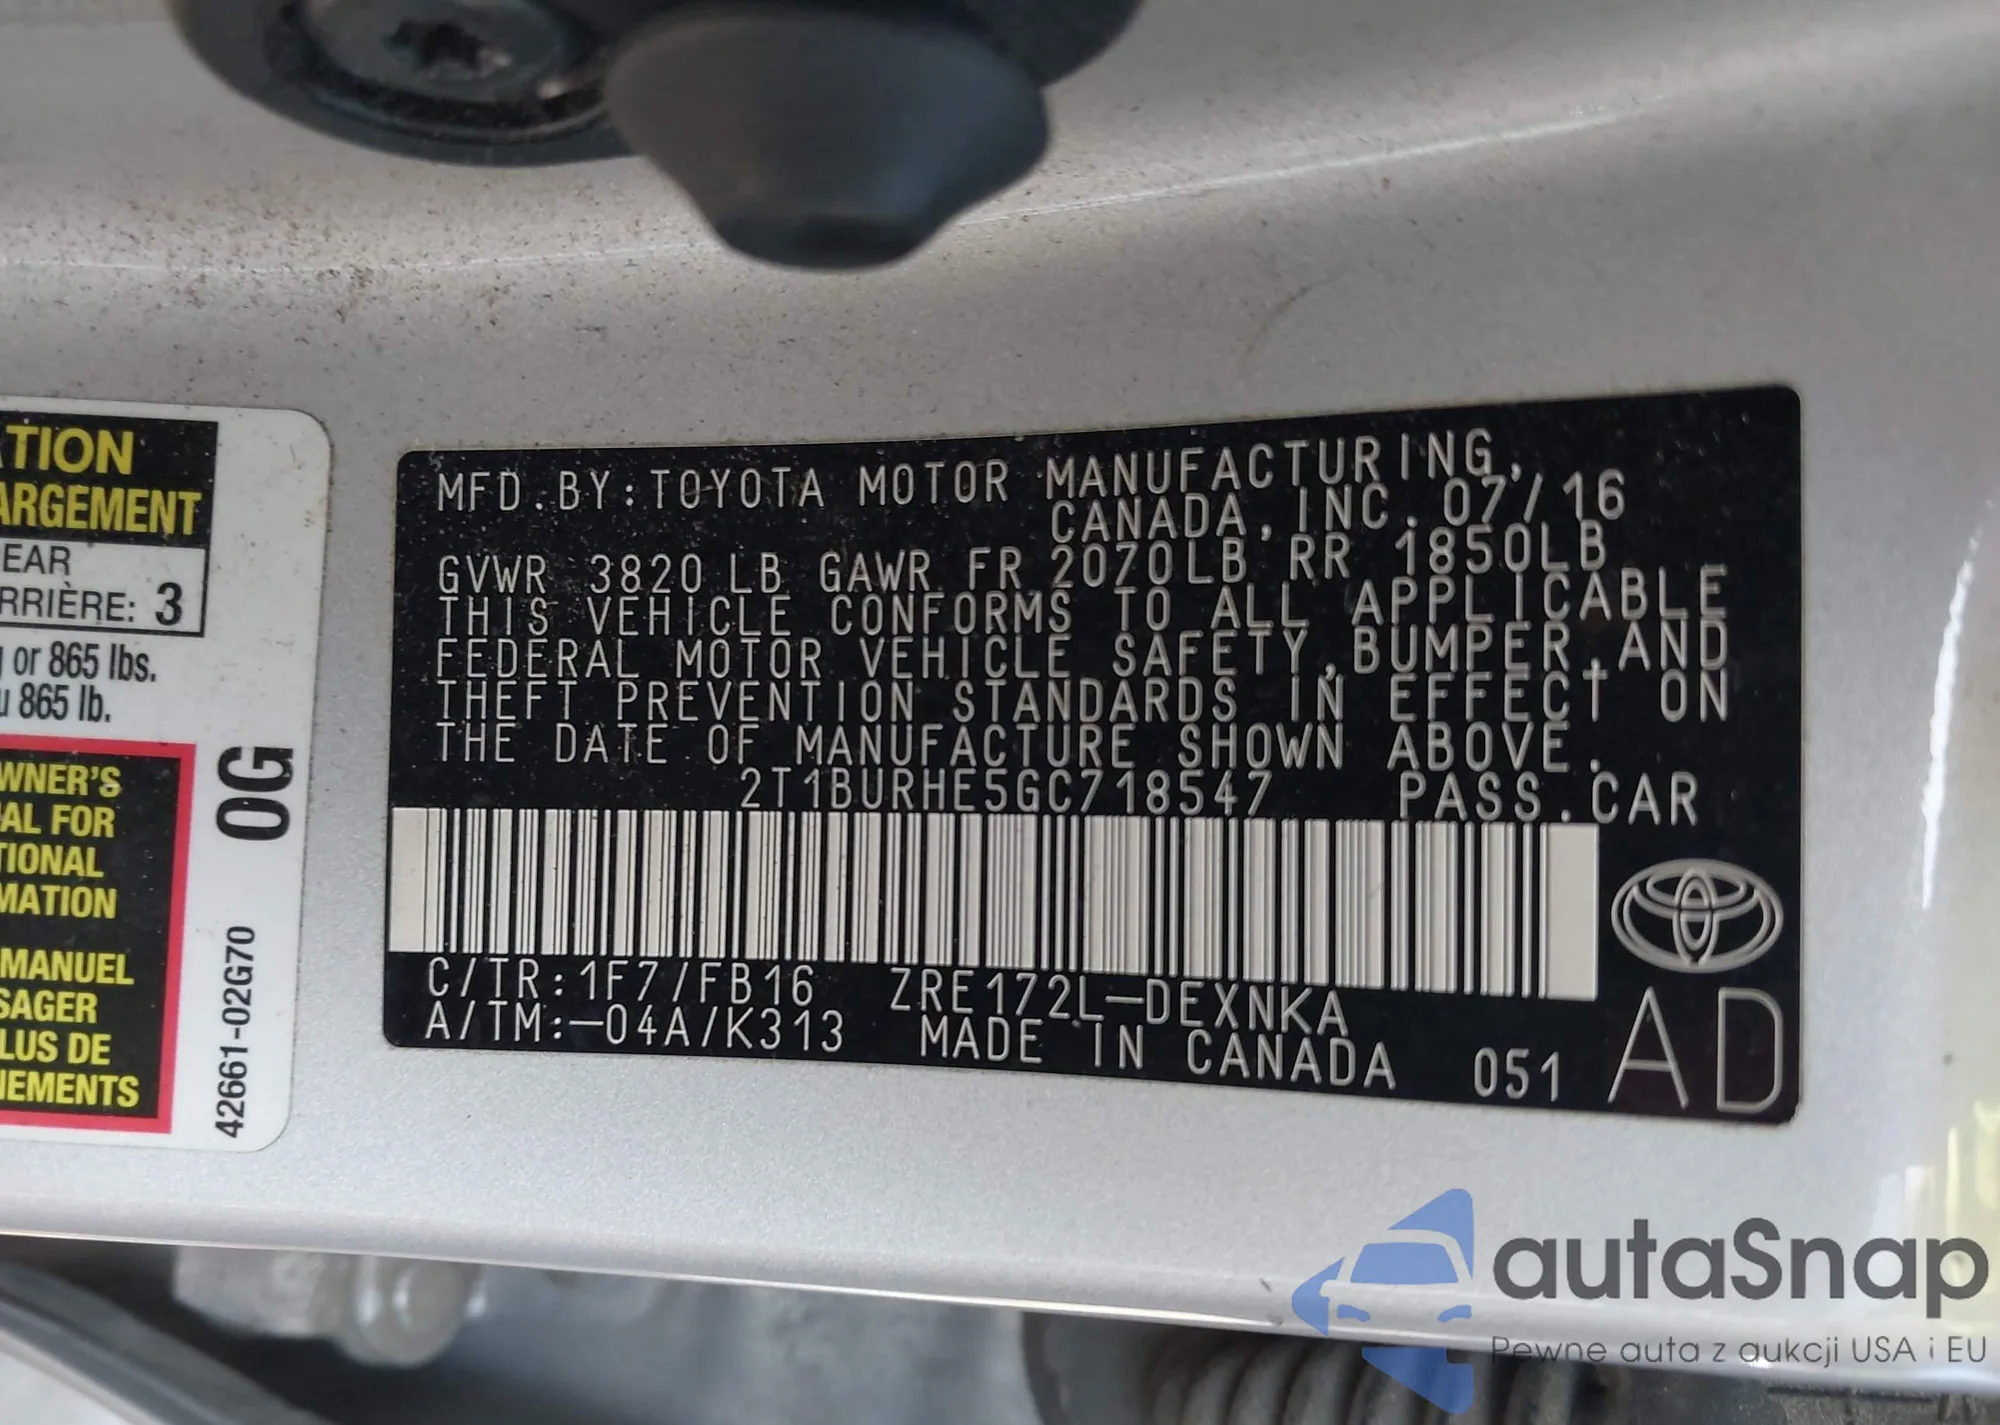 TION
ARGEMENT
EAR
RRIÈRE: 3
or 865 lbs.
865 lb.
WNER'S
AL FOR
TIONAL
MATION
MANUEL
SAGER
LUS DE
NEMENTS
0G
42661-02G70
MFD.BY:TOYOTA MOTOR MANUFACTURING,
CANADA,INC.07/16
GVWR 3820LB GAWR FR 2070LB RR 1850LB
THIS VEHICLE CONFORMS TO ALL APPLICABLE
FEDERAL MOTOR VEHICLE SAFETY,BUMPER,AND
THEFT PREVENTION STANDARDS IN EFFECT ON
THE DATE OF MANUFACTURE SHOWN ABOVE.
2T1BURHE5GC718547 PASS.CAR
C/TR:1F7/FB16 ZRE172L-DEXNKA
A/TM:-04A/K313 MADE IN CANADA 051 AD
autaSnap
Pewne auta z aukcji USA i EU